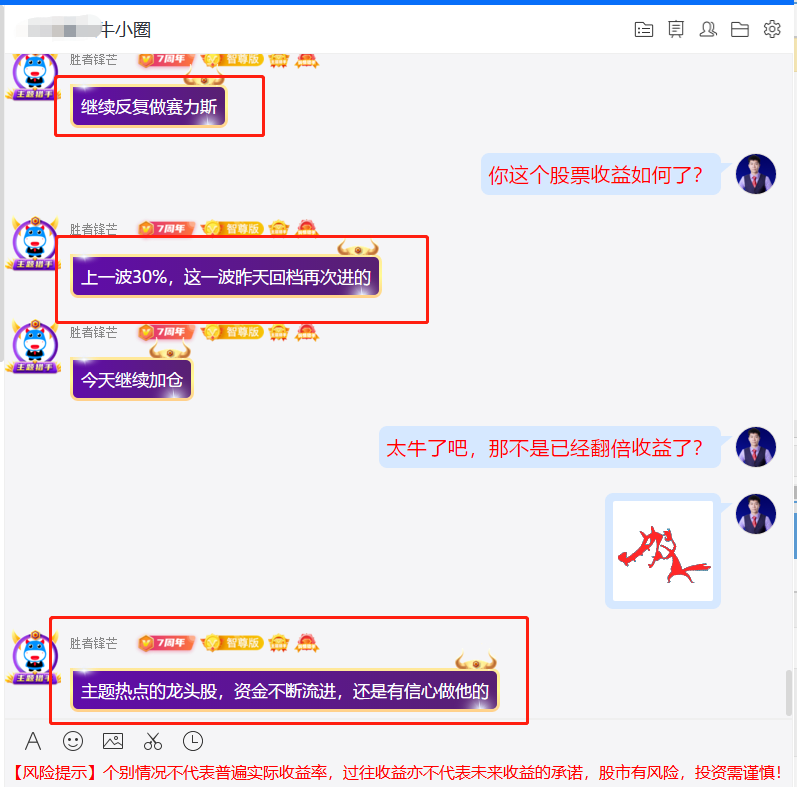 牛小圈
胜者锋芒 7周年 智尊版
主题猎手
继续反复做赛力斯
你这个股票收益如何了?
胜者锋芒 7周年 智尊版
主题猎手
上一波30%，这一波昨天回档再次进的
胜者锋芒 7周年 智尊版
主题猎手
今天继续加仓
太牛了吧，那不是已经翻倍收益了?
胜者锋芒 7周年 智尊版
主题猎手
主题热点的龙头股，资金不断流进，还是有信心做他的
【风险提示】个别情况不代表普遍实际收益率，过往收益亦不代表未来收益的承诺，股市有风险，投资需谨慎!